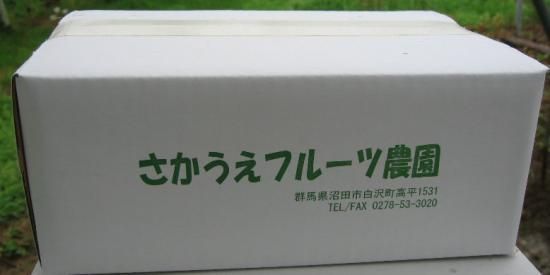 さかうえフルーツ農園
群馬県沼田市白沢町高平1531
TEL/FAX 0278-53-3020